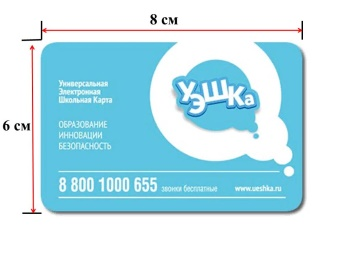 8 см
6 см
Универсальная
Электронная
Школьная Карта
УЭШКа
ОБРАЗОВАНИЕ
ИННОВАЦИИ
БЕЗОПАСНОСТЬ
8 800 1000 655 звонки бесплатные www.ueshka.ru